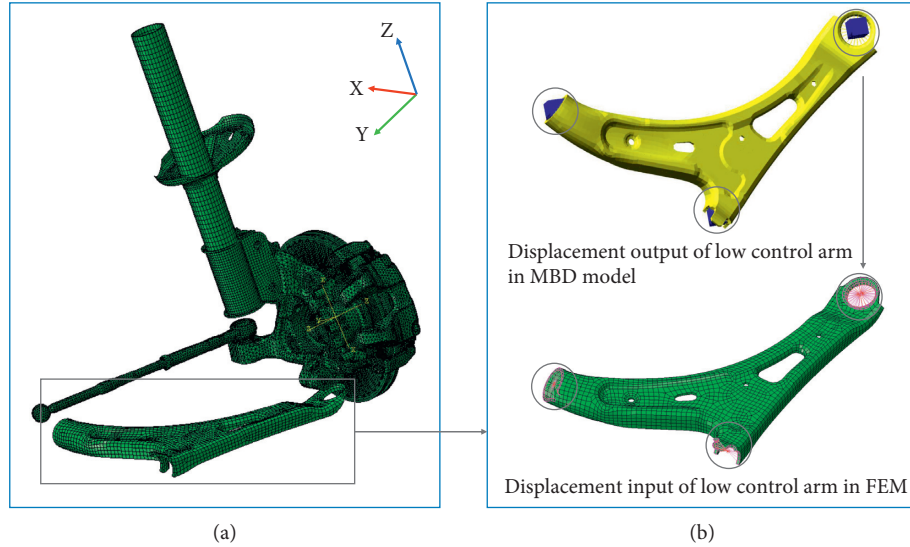 Z
X
Y
Displacement output of low control arm
in MBD model
Displacement input of low control arm in FEM
(a)
(b)